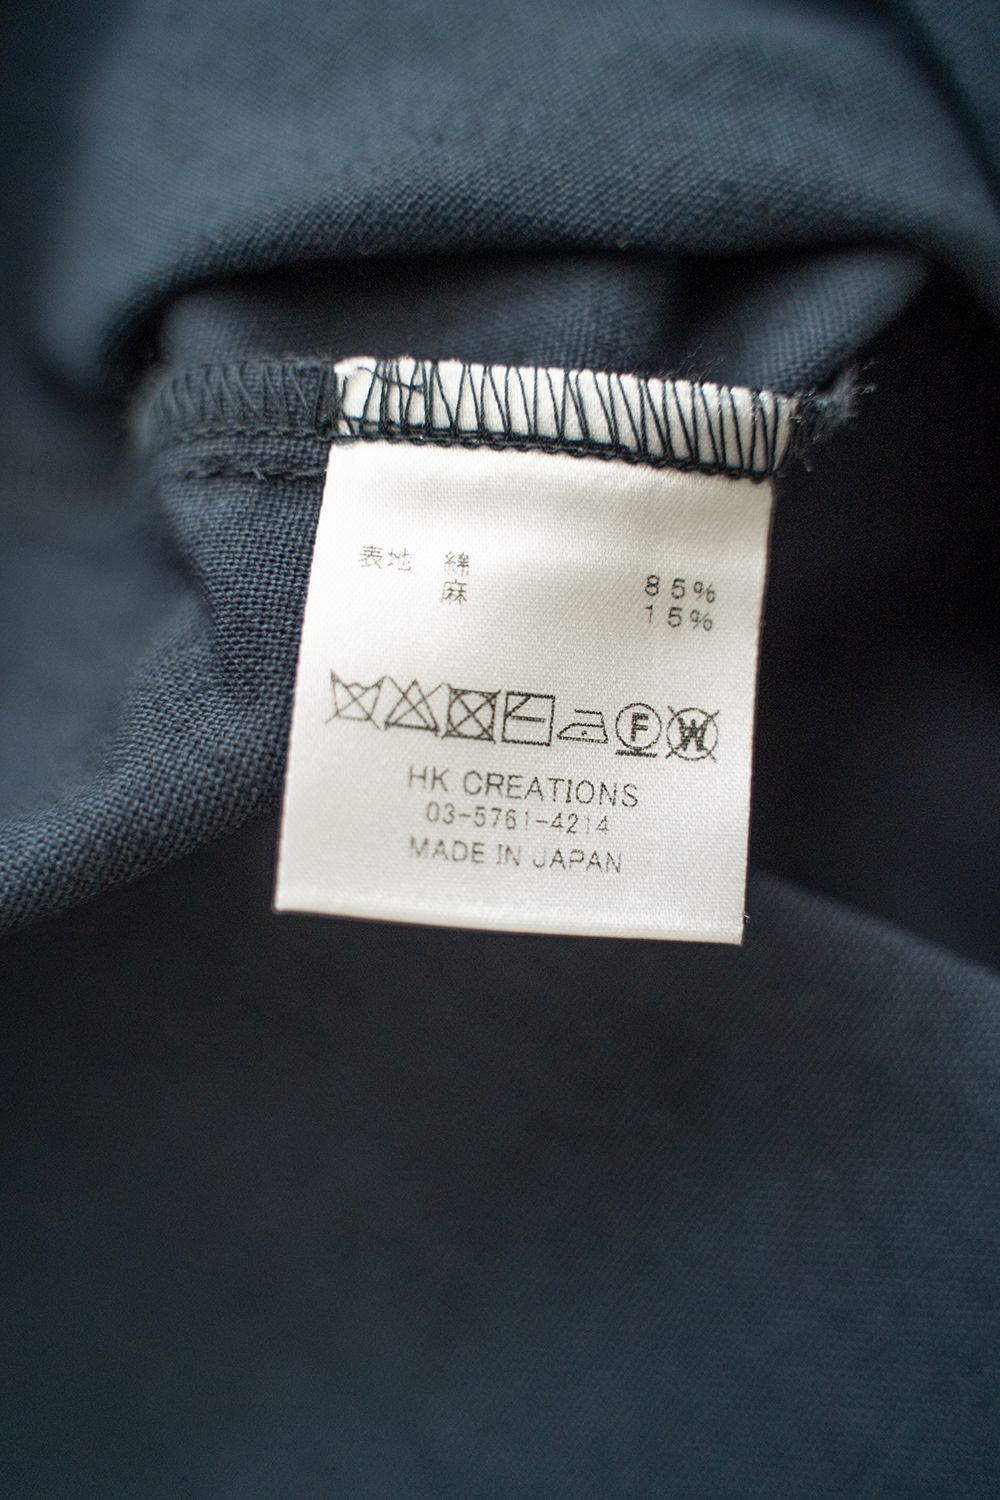 表地 綿 85%
麻 15%
F W
HK CREATIONS
03-5761-4214
MADE IN JAPAN